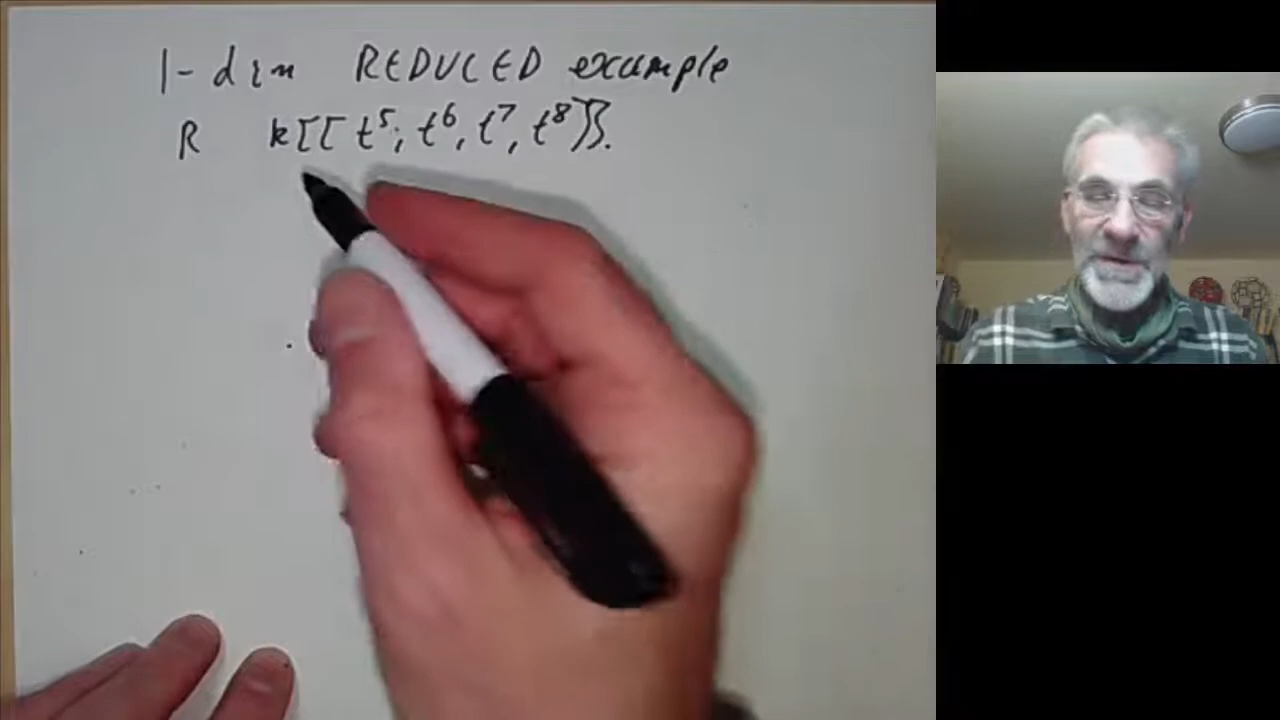 1-dim REDUCED example
R k[[t⁵, t⁶, t⁷, t⁸]].